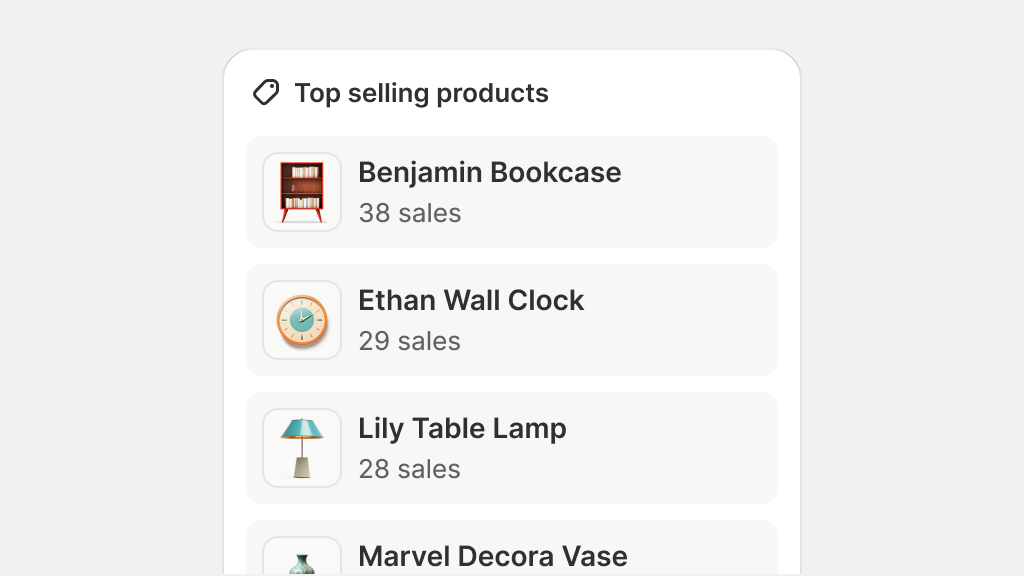 Top selling products
Benjamin Bookcase
38 sales
Ethan Wall Clock
29 sales
Lily Table Lamp
28 sales
Marvel Decora Vase